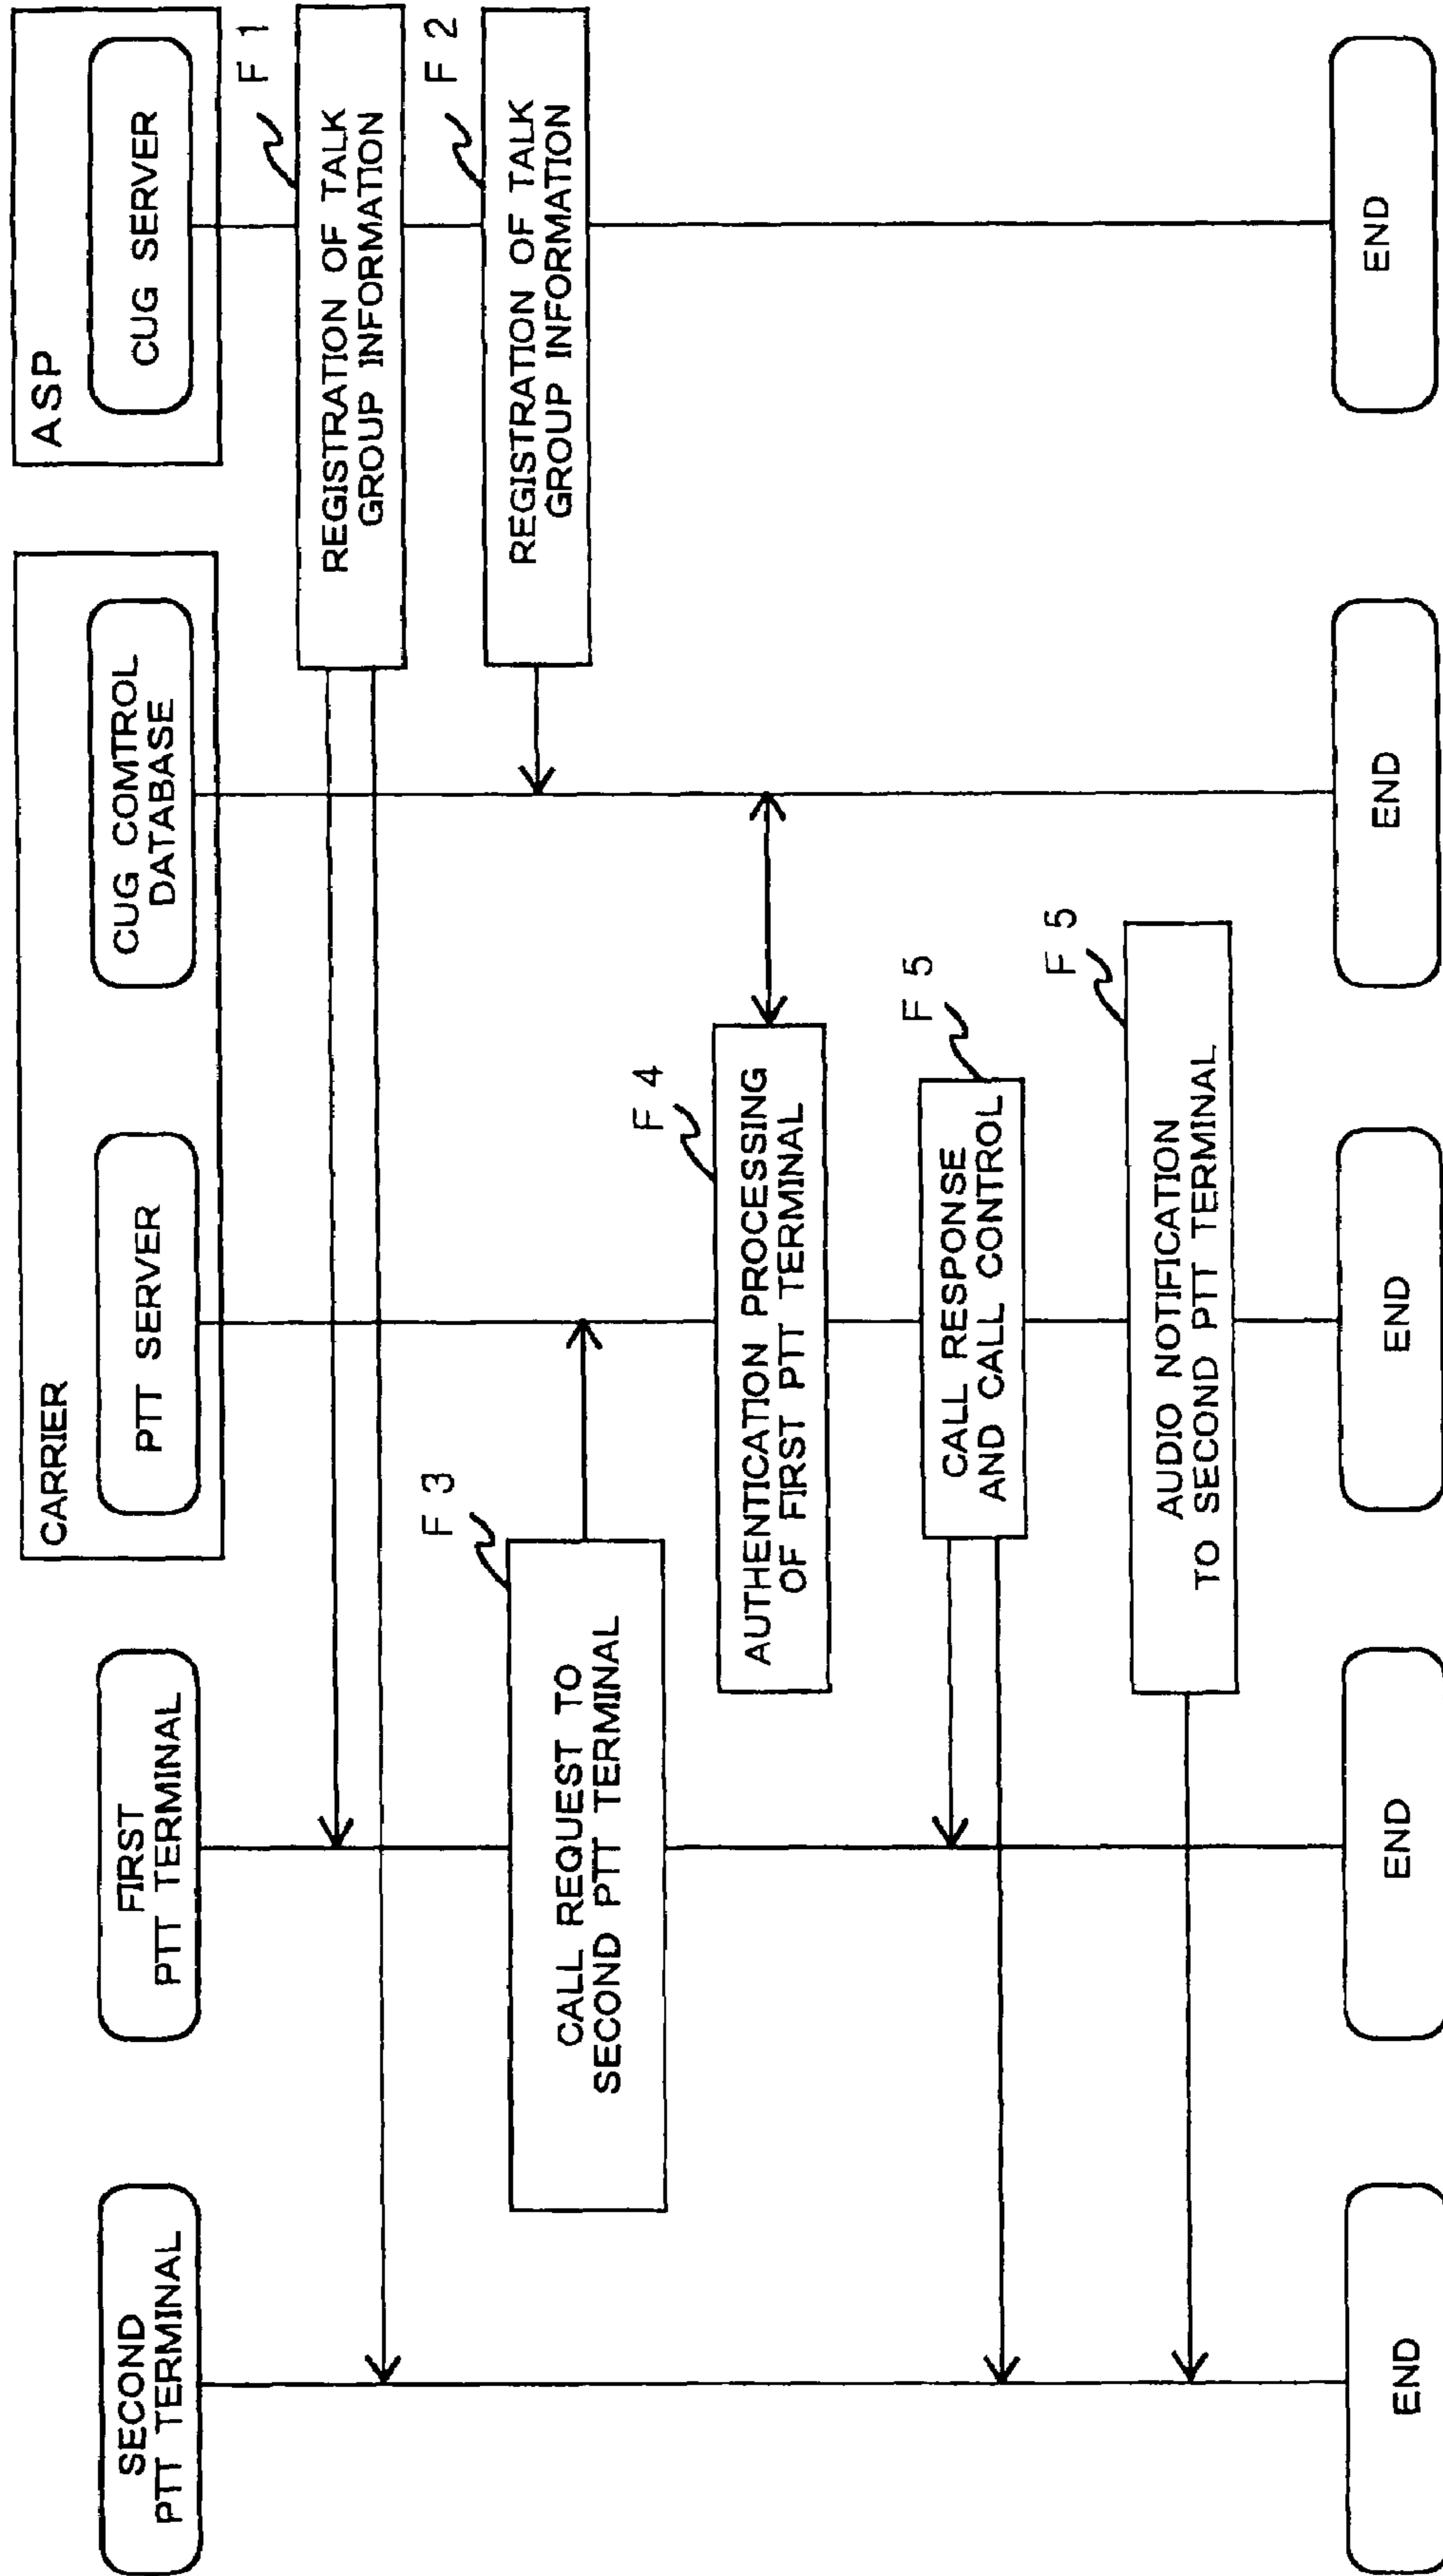 SECOND
PTT TERMINAL
FIRST
PTT TERMINAL
CARRIER
PTT SERVER
CUG COMTROL
DATABASE
ASP
CUG SERVER
F 1
REGISTRATION OF TALK
GROUP INFORMATION
F 2
REGISTRATION OF TALK
GROUP INFORMATION
F 3
CALL REQUEST TO
SECOND PTT TERMINAL
F 4
AUTHENTICATION PROCESSING
OF FIRST PTT TERMINAL
F 5
CALL RESPONSE
AND CALL CONTROL
F 5
AUDIO NOTIFICATION
TO SECOND PTT TERMINAL
END
END
END
END
END